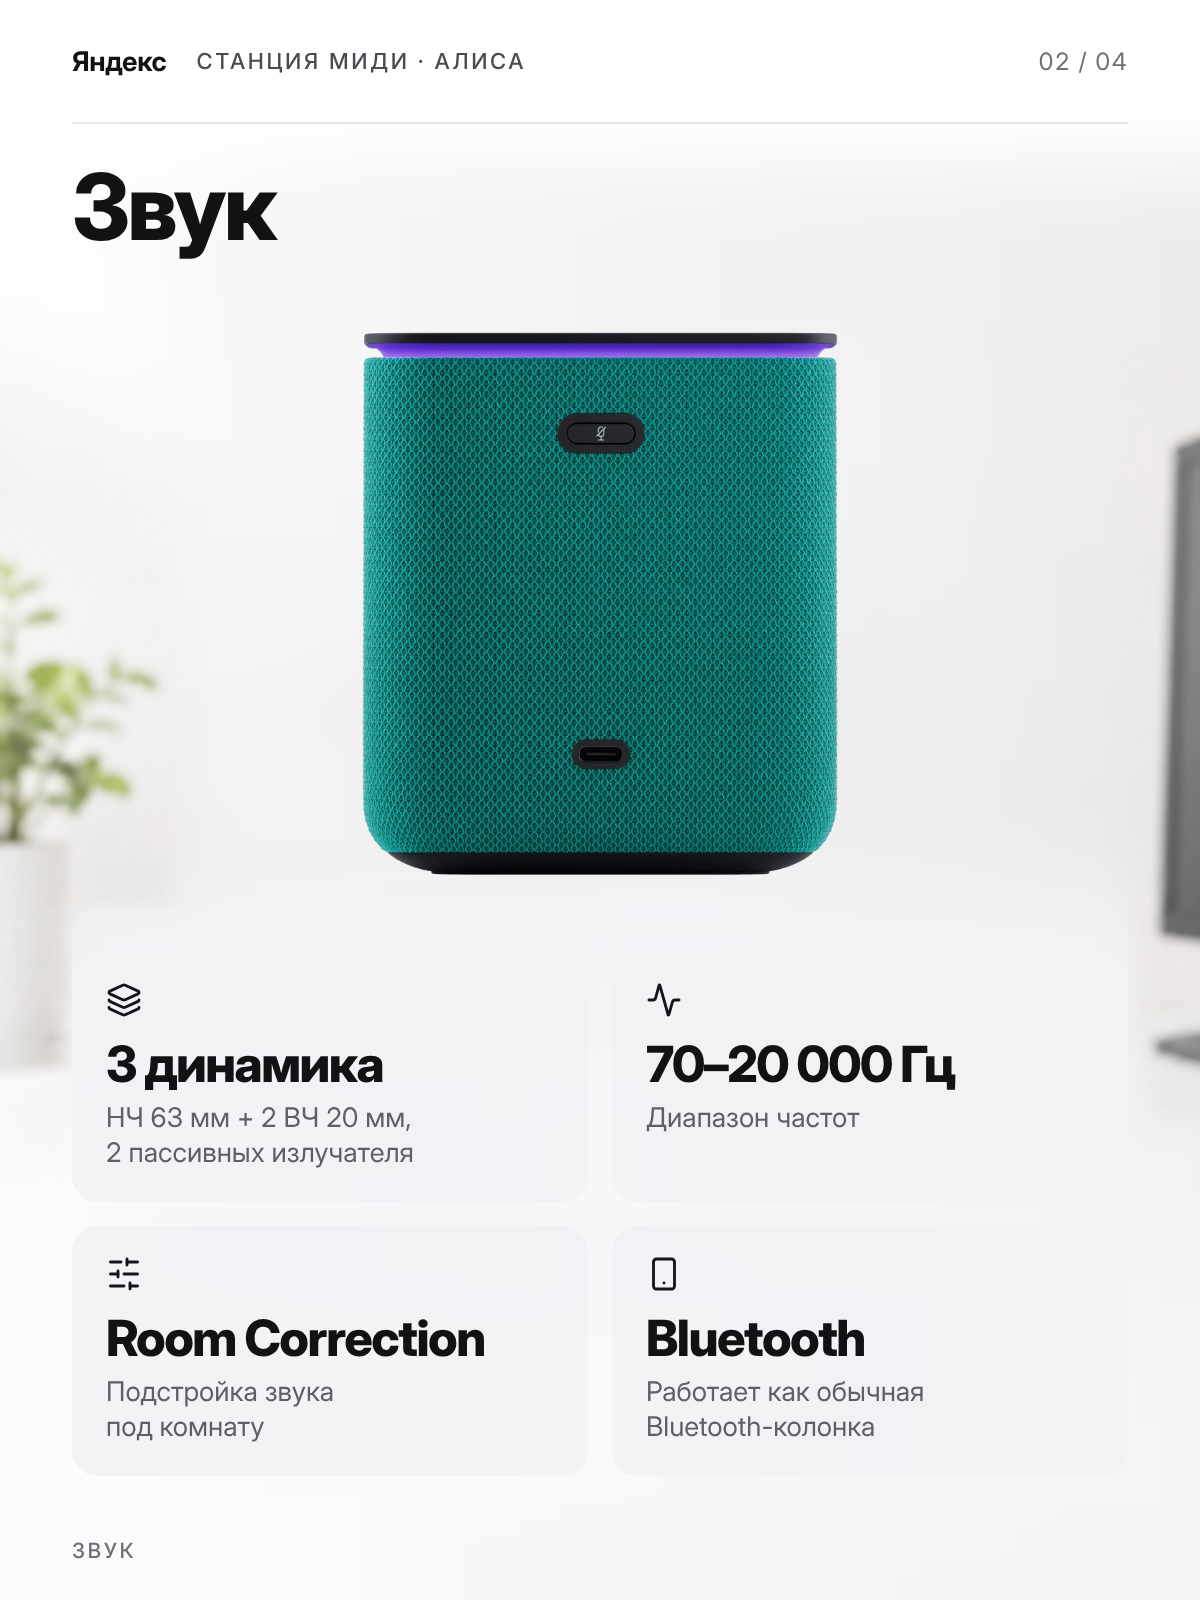 Яндекс СТАНЦИЯ МИДИ · АЛИСА 02 / 04
Звук
3 динамика
НЧ 63 мм + 2 ВЧ 20 мм,
2 пассивных излучателя
70–20 000 Гц
Диапазон частот
Room Correction
Подстройка звука
под комнату
Bluetooth
Работает как обычная
Bluetooth-колонка
ЗВУК